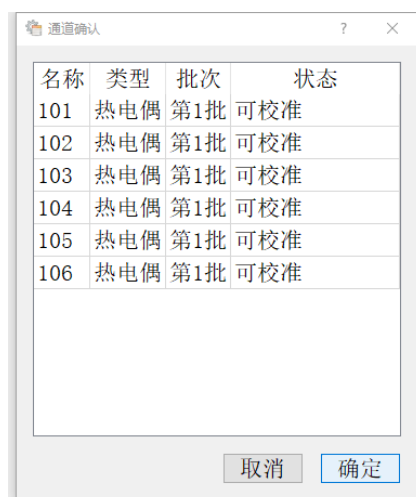 通道确认 ?
名称 类型 批次 状态
101 热电偶 第1批 可校准
102 热电偶 第1批 可校准
103 热电偶 第1批 可校准
104 热电偶 第1批 可校准
105 热电偶 第1批 可校准
106 热电偶 第1批 可校准
取消 确定